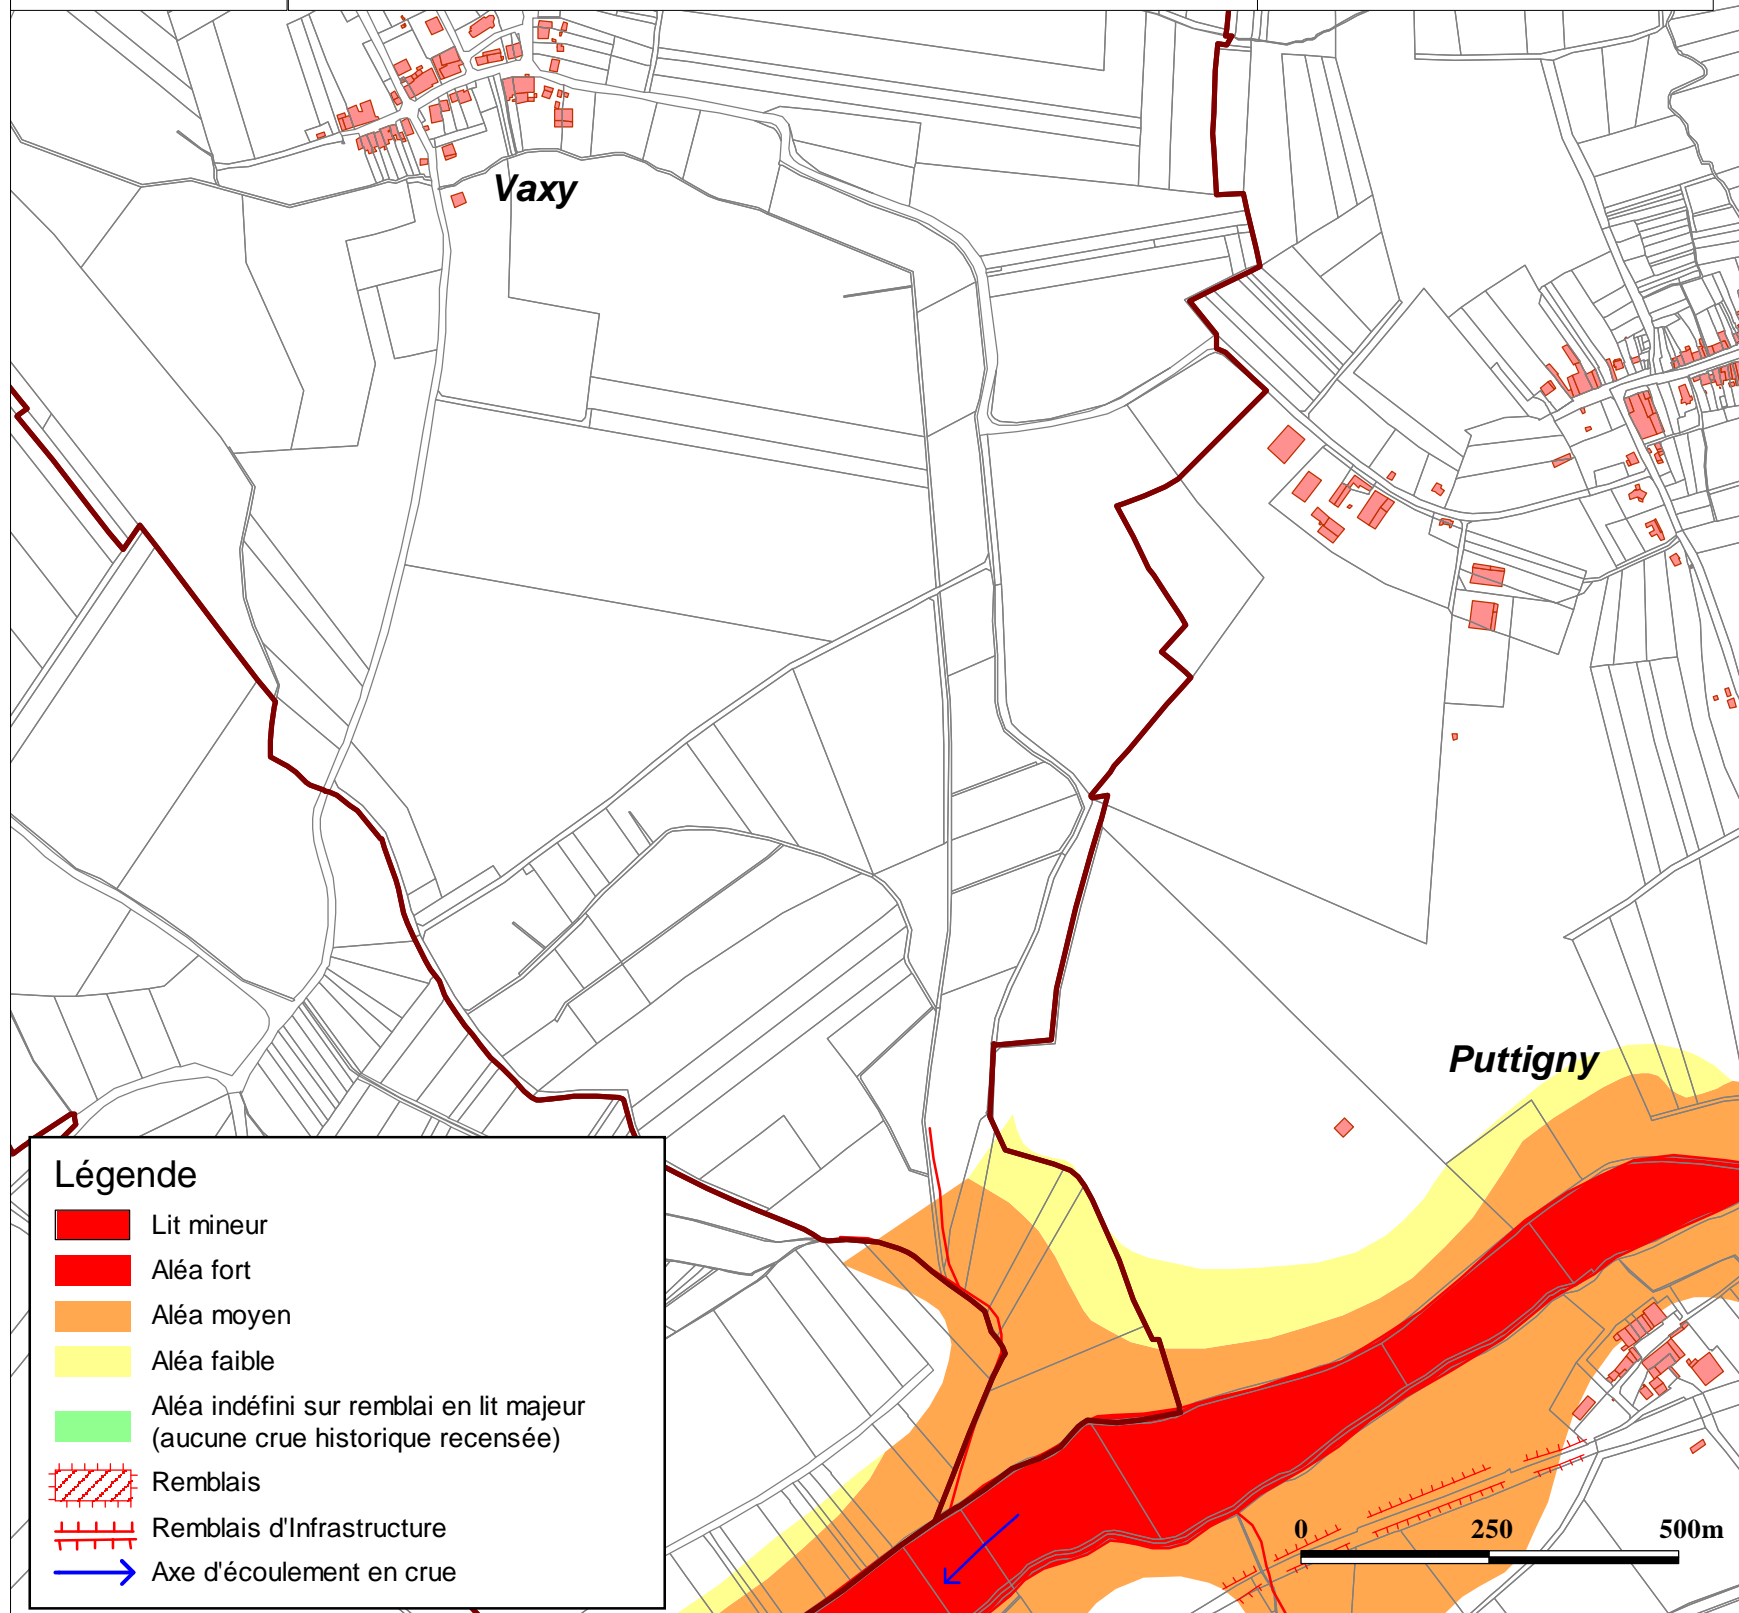 Vaxy
Puttigny
Légende
Lit mineur
Aléa fort
Aléa moyen
Aléa faible
Aléa indéfini sur remblai en lit majeur
(aucune crue historique recensée)
Remblais
Remblais d'Infrastructure
Axe d'écoulement en crue
0 250 500m